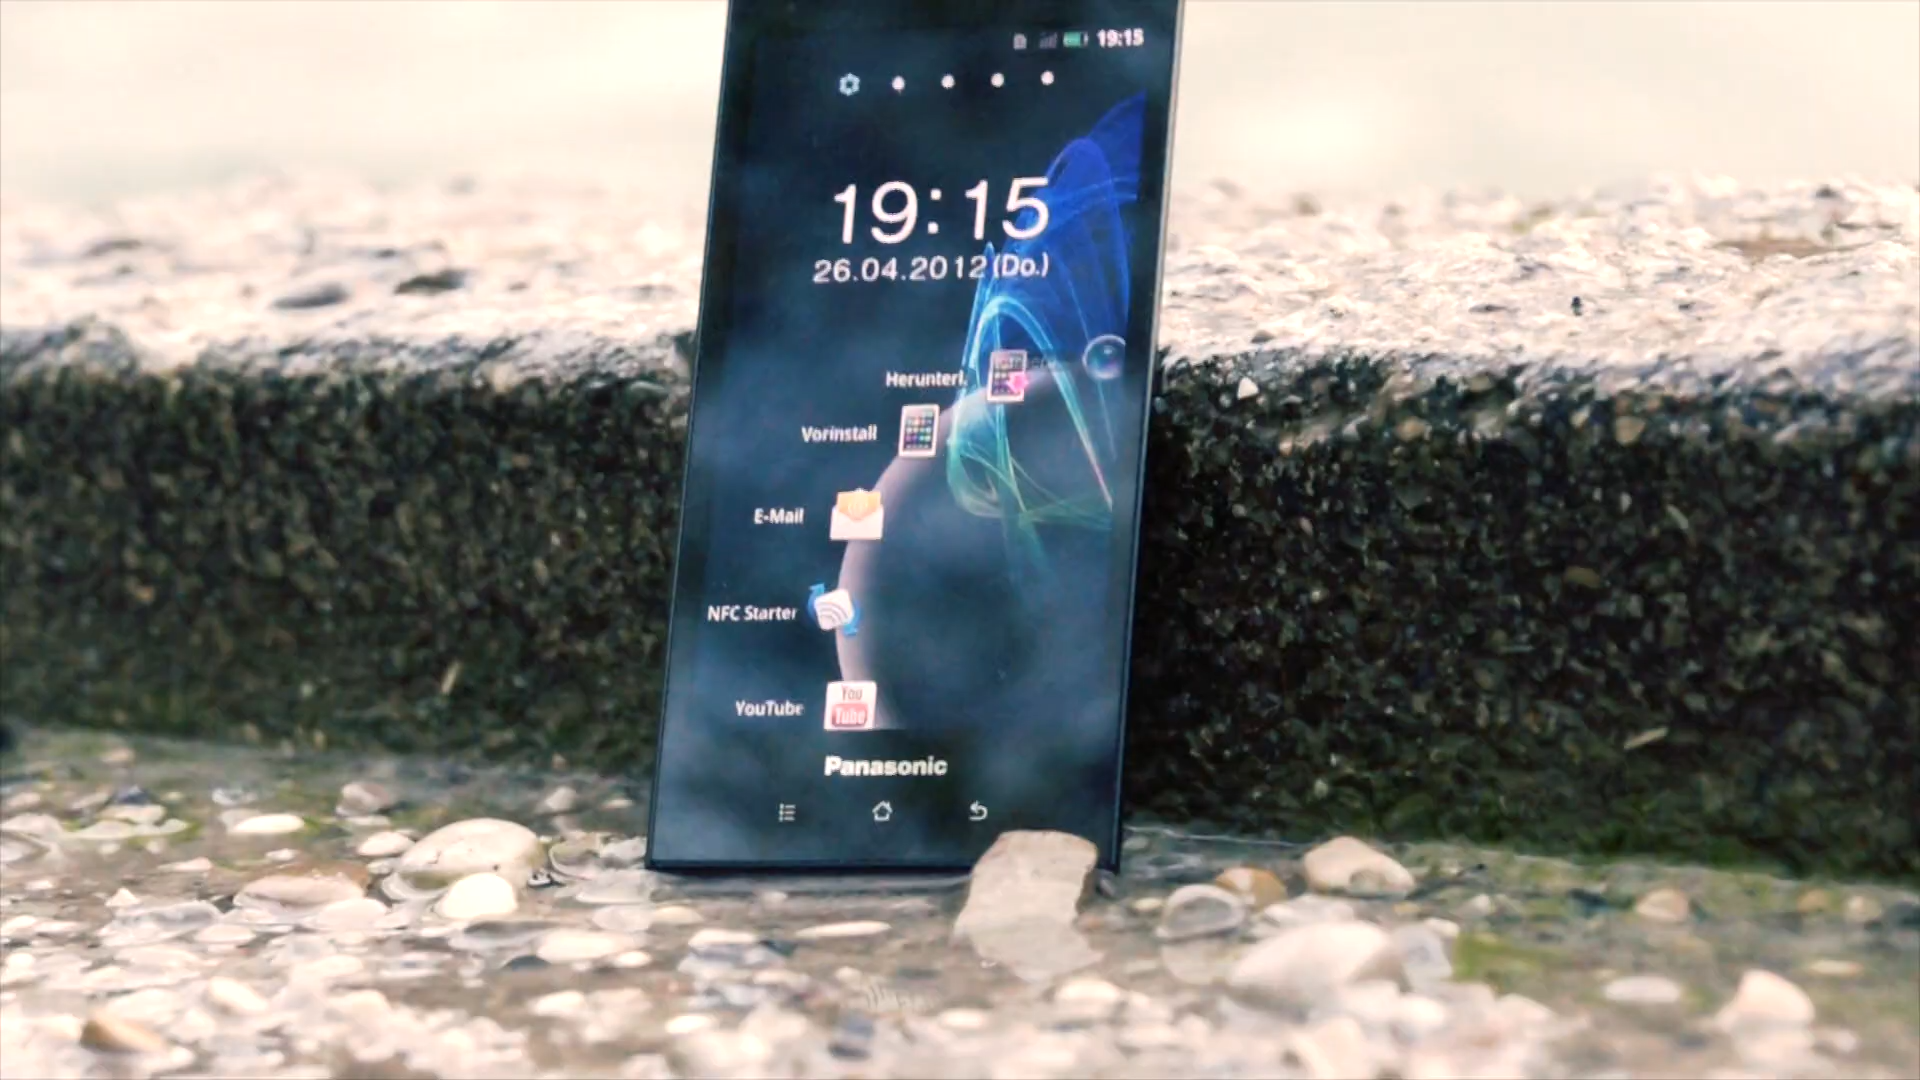 19:15
19:15
26.04.2012 (Do.)
Herunterl.
Vorinstall
E-Mail
NFC Starter
YouTube
You
Tube
Panasonic